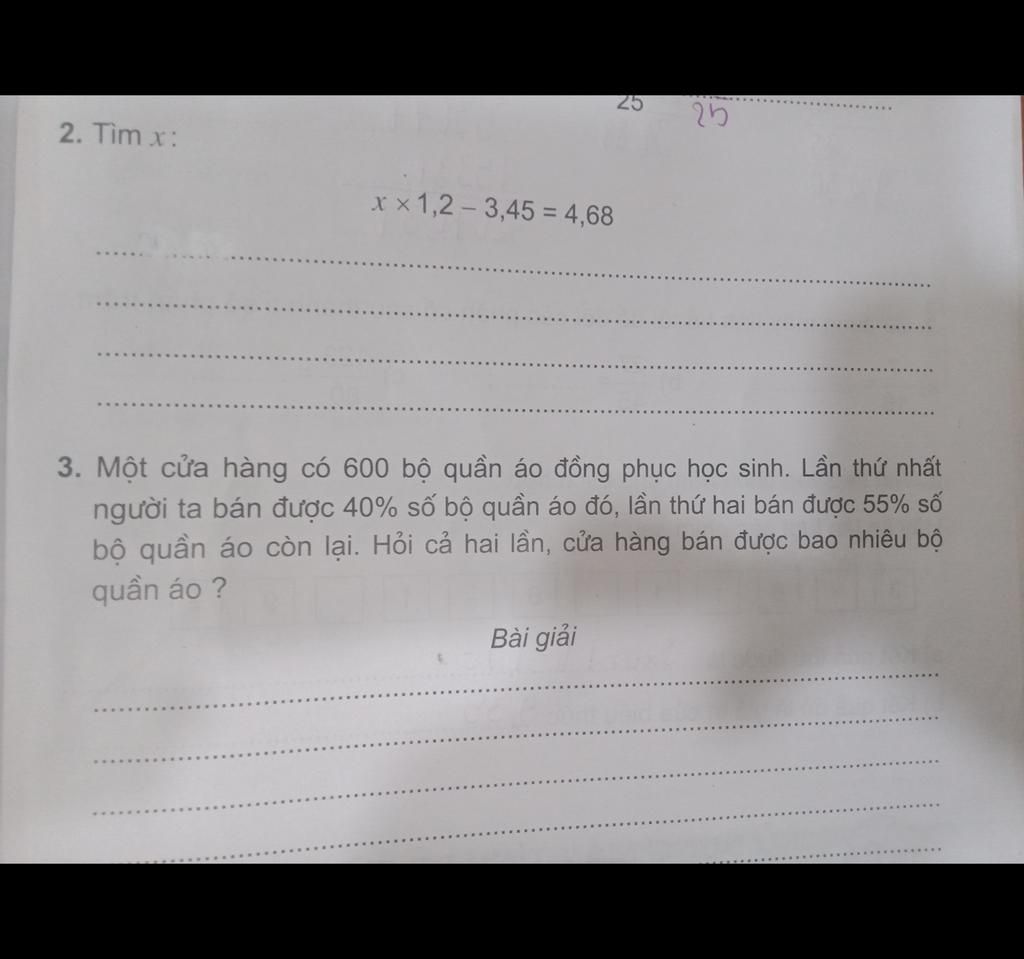 25 25
2. Tìm x:
x × 1,2 – 3,45 = 4,68
3. Một cửa hàng có 600 bộ quần áo đồng phục học sinh. Lần thứ nhất
người ta bán được 40% số bộ quần áo đó, lần thứ hai bán được 55% số
bộ quần áo còn lại. Hỏi cả hai lần, cửa hàng bán được bao nhiêu bộ
quần áo ?
Bài giải